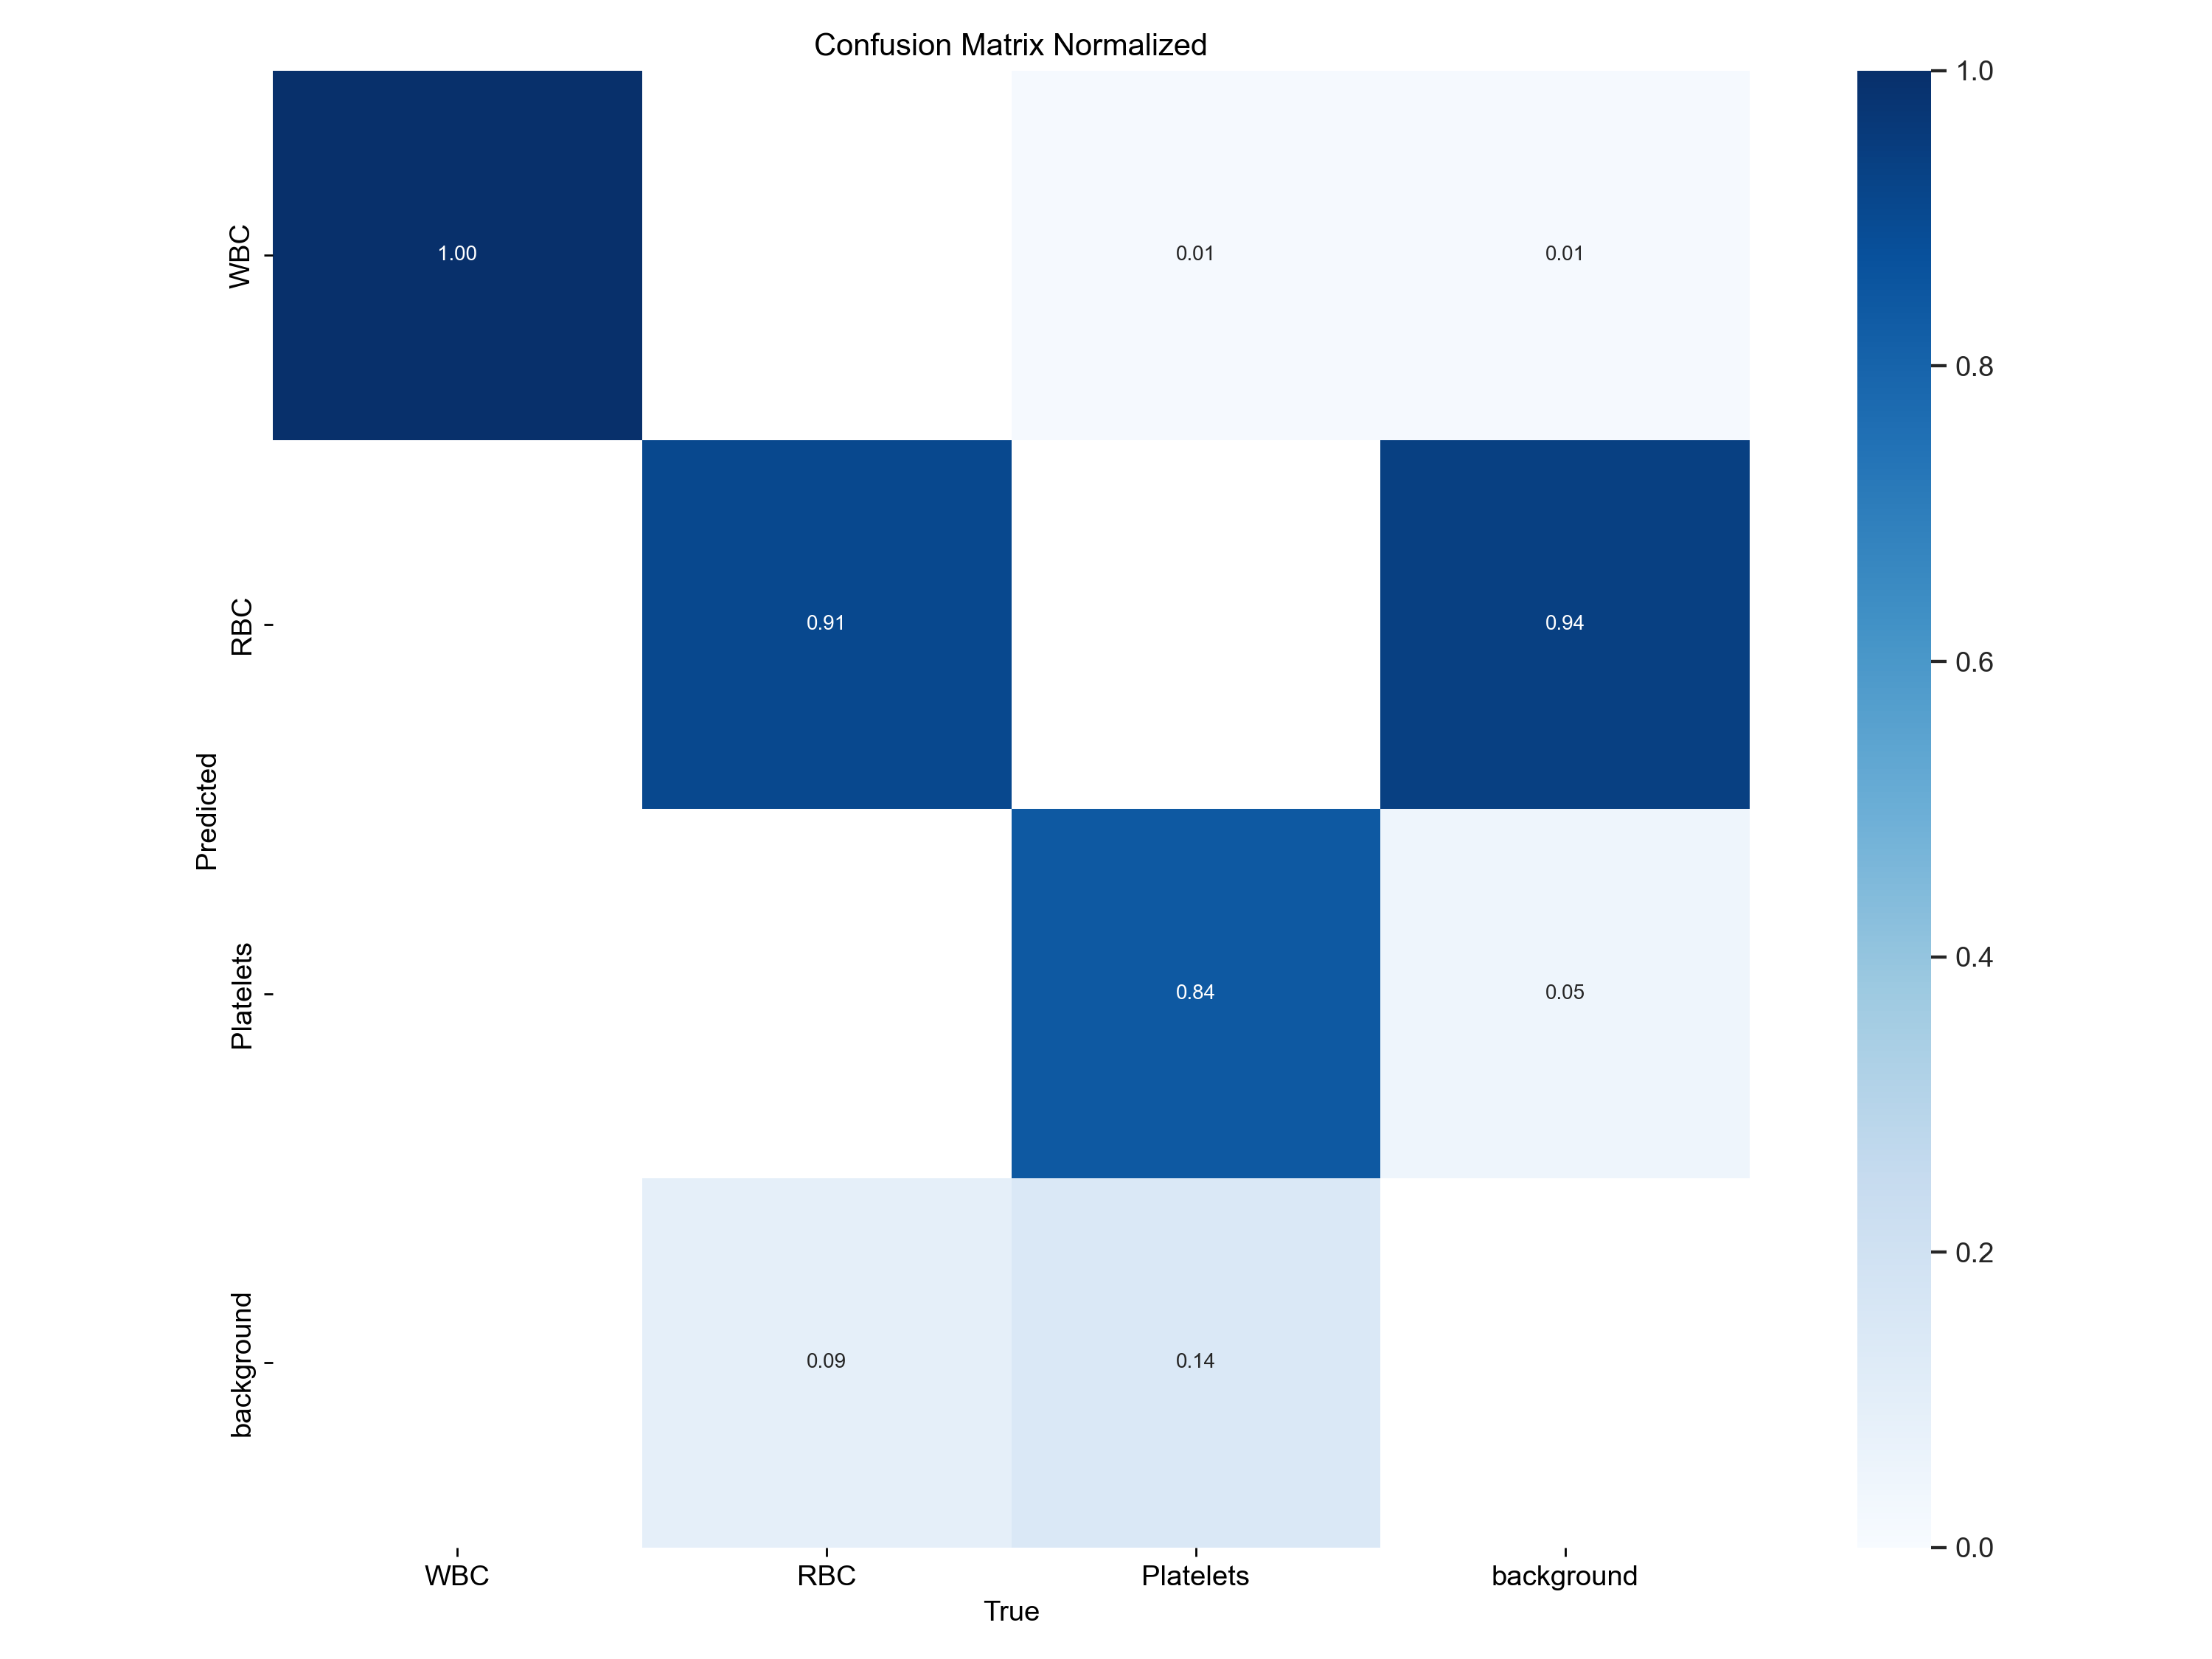 Confusion Matrix Normalized
WBC
1.00
0.01
0.01
RBC
0.91
0.94
Predicted
Platelets
0.84
0.05
background
0.09
0.14
WBC
RBC
Platelets
background
True
1.0
0.8
0.6
0.4
0.2
0.0